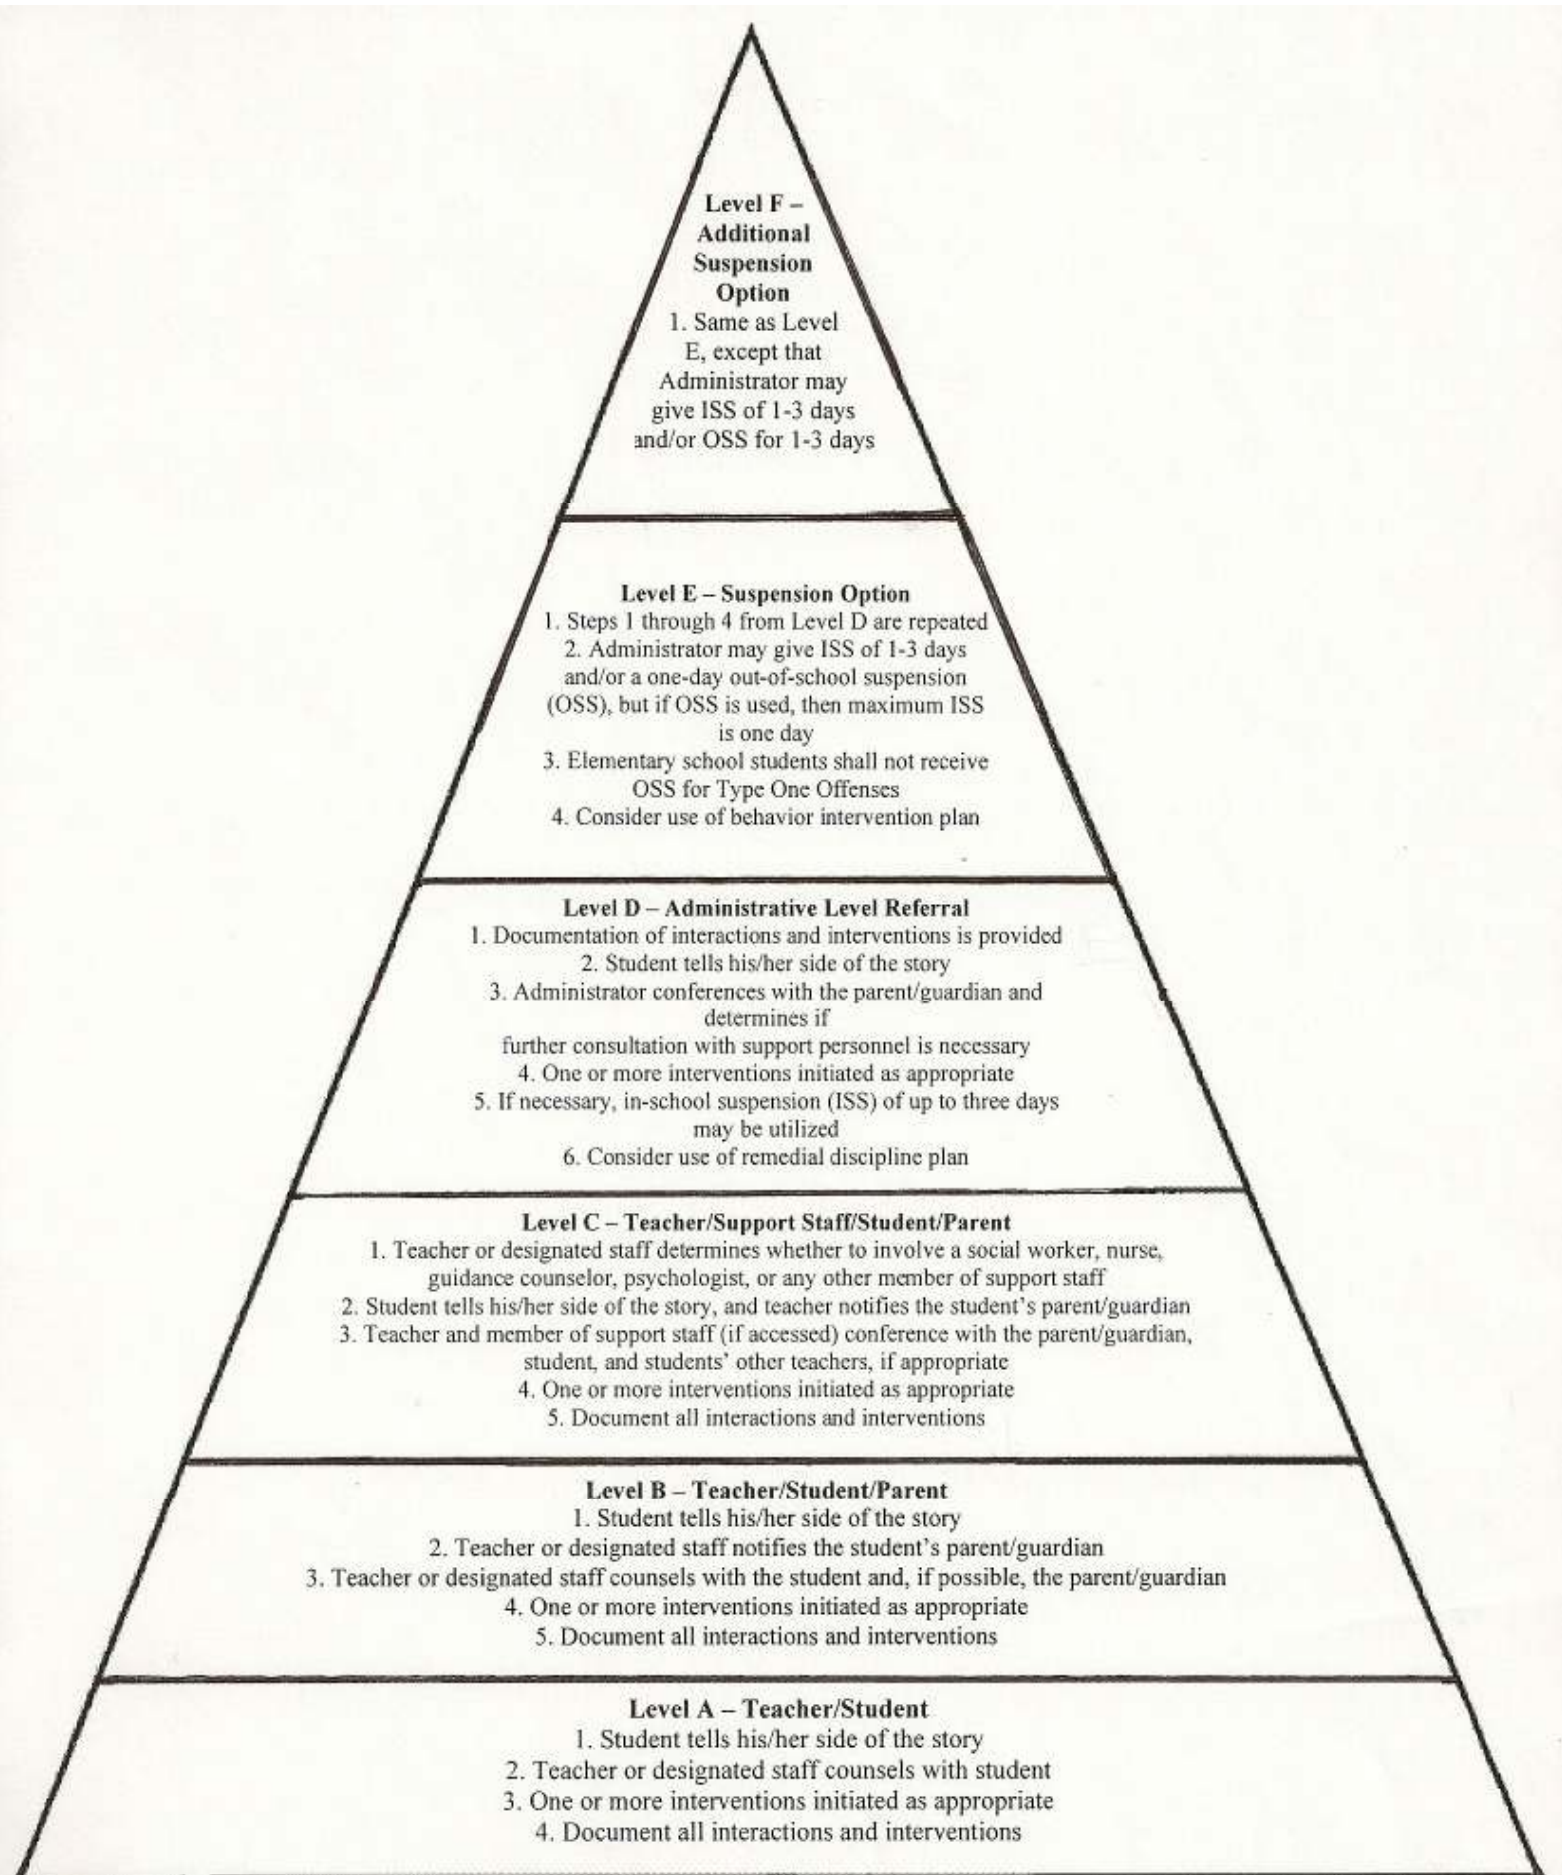 Level F –
Additional
Suspension
Option
1. Same as Level
E, except that
Administrator may
give ISS of 1-3 days
and/or OSS for 1-3 days
Level E – Suspension Option
1. Steps 1 through 4 from Level D are repeated
2. Administrator may give ISS of 1-3 days
and/or a one-day out-of-school suspension
(OSS), but if OSS is used, then maximum ISS
is one day
3. Elementary school students shall not receive
OSS for Type One Offenses
4. Consider use of behavior intervention plan
Level D – Administrative Level Referral
1. Documentation of interactions and interventions is provided
2. Student tells his/her side of the story
3. Administrator conferences with the parent/guardian and
determines if
further consultation with support personnel is necessary
4. One or more interventions initiated as appropriate
5. If necessary, in-school suspension (ISS) of up to three days
may be utilized
6. Consider use of remedial discipline plan
Level C – Teacher/Support Staff/Student/Parent
1. Teacher or designated staff determines whether to involve a social worker, nurse,
guidance counselor, psychologist, or any other member of support staff
2. Student tells his/her side of the story, and teacher notifies the student's parent/guardian
3. Teacher and member of support staff (if accessed) conference with the parent/guardian,
student, and students' other teachers, if appropriate
4. One or more interventions initiated as appropriate
5. Document all interactions and interventions
Level B – Teacher/Student/Parent
1. Student tells his/her side of the story
2. Teacher or designated staff notifies the student's parent/guardian
3. Teacher or designated staff counsels with the student and, if possible, the parent/guardian
4. One or more interventions initiated as appropriate
5. Document all interactions and interventions
Level A – Teacher/Student
1. Student tells his/her side of the story
2. Teacher or designated staff counsels with student
3. One or more interventions initiated as appropriate
4. Document all interactions and interventions